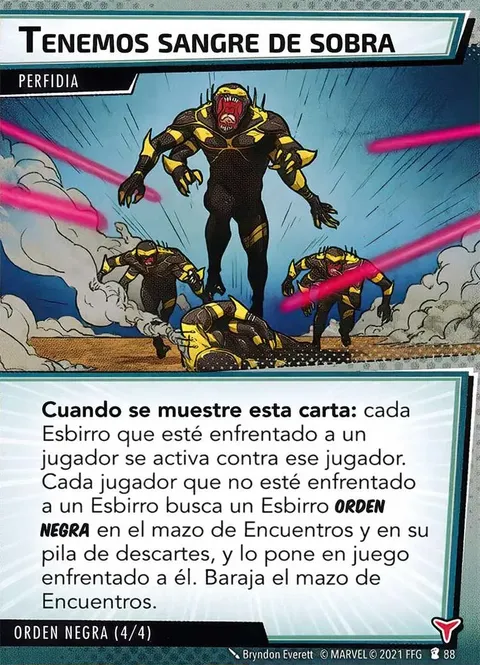 TENEMOS SANGRE DE SOBRA
PERFIDIA
Cuando se muestre esta carta: cada
Esbirro que esté enfrentado a un
jugador se activa contra ese jugador.
Cada jugador que no esté enfrentado
a un Esbirro busca un Esbirro ORDEN
NEGRA en el mazo de Encuentros y en su
pila de descartes, y lo pone en juego
enfrentado a él. Baraja el mazo de
Encuentros.
ORDEN NEGRA (4/4)
Bryndon Everett © MARVEL © 2021 FFG 88